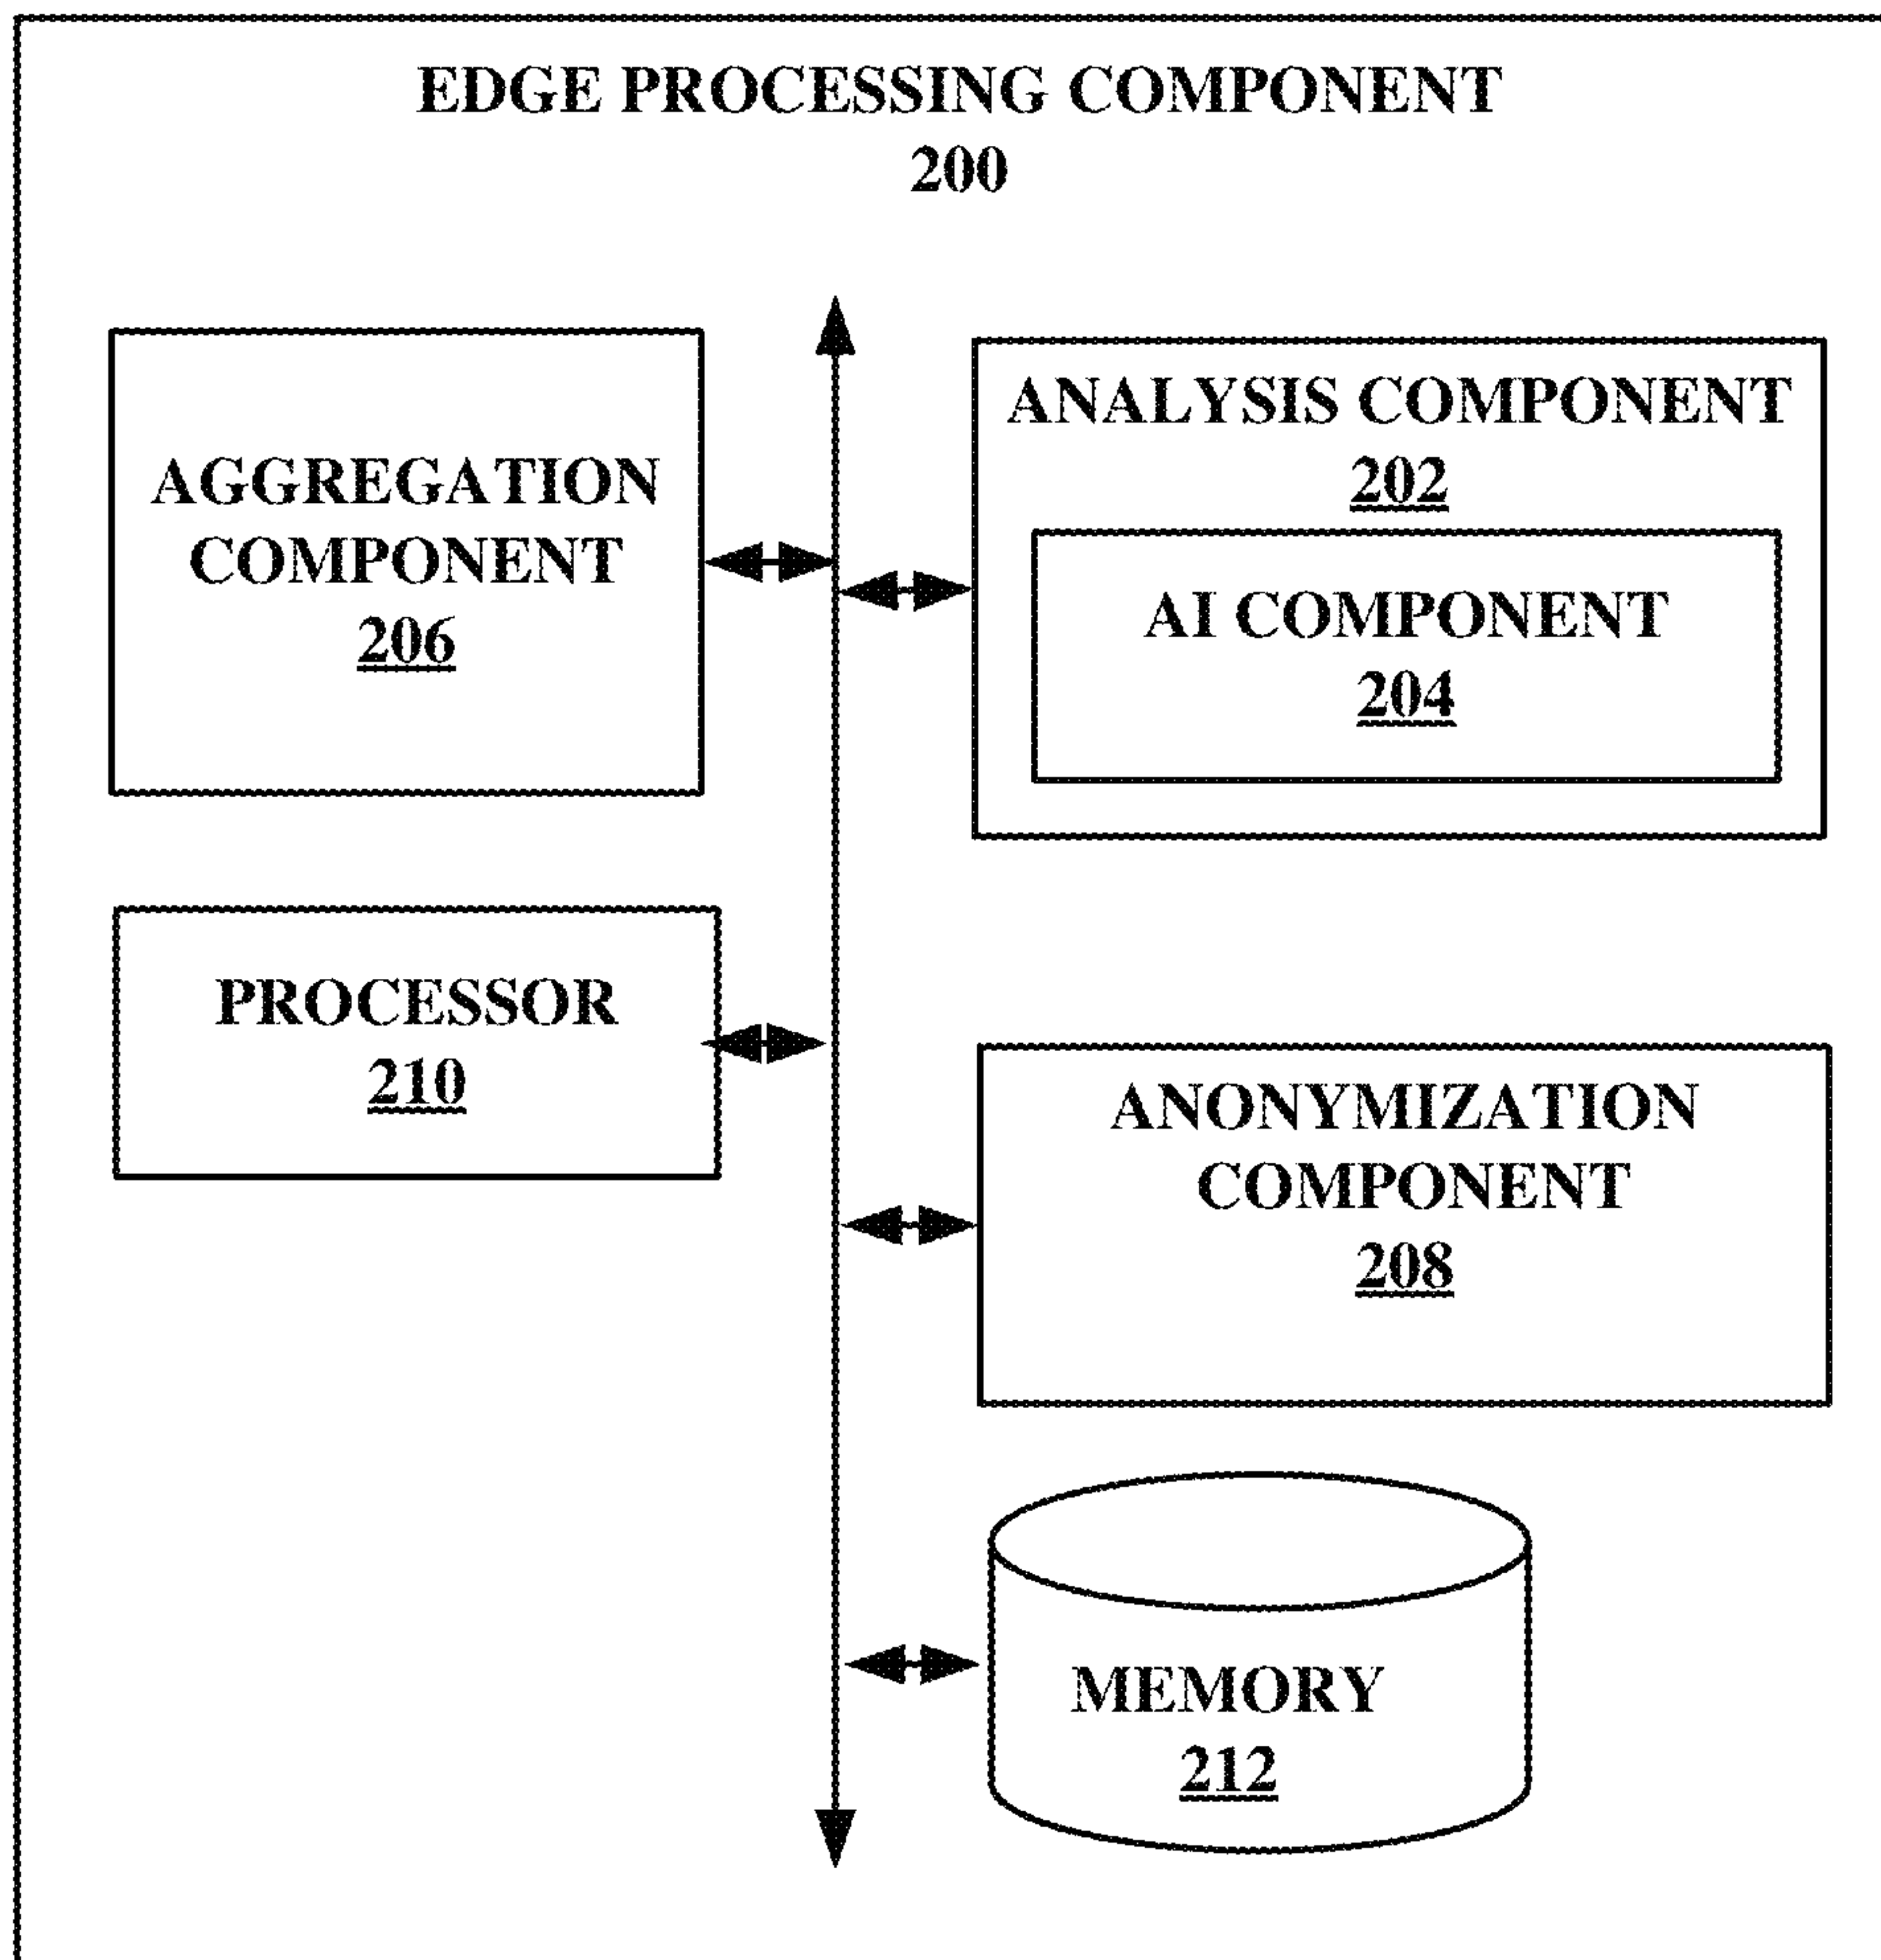 EDGE PROCESSING COMPONENT
200
AGGREGATION
COMPONENT
206
ANALYSIS COMPONENT
202
AI COMPONENT
204
PROCESSOR
210
ANONYMIZATION
COMPONENT
208
MEMORY
212